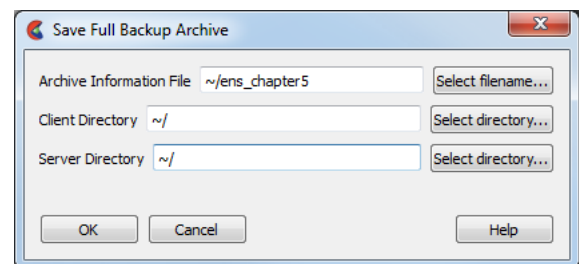 Save Full Backup Archive
Archive Information File ~/ens_chapter5 Select filename...
Client Directory ~/ Select directory...
Server Directory ~/ Select directory...
OK Cancel Help